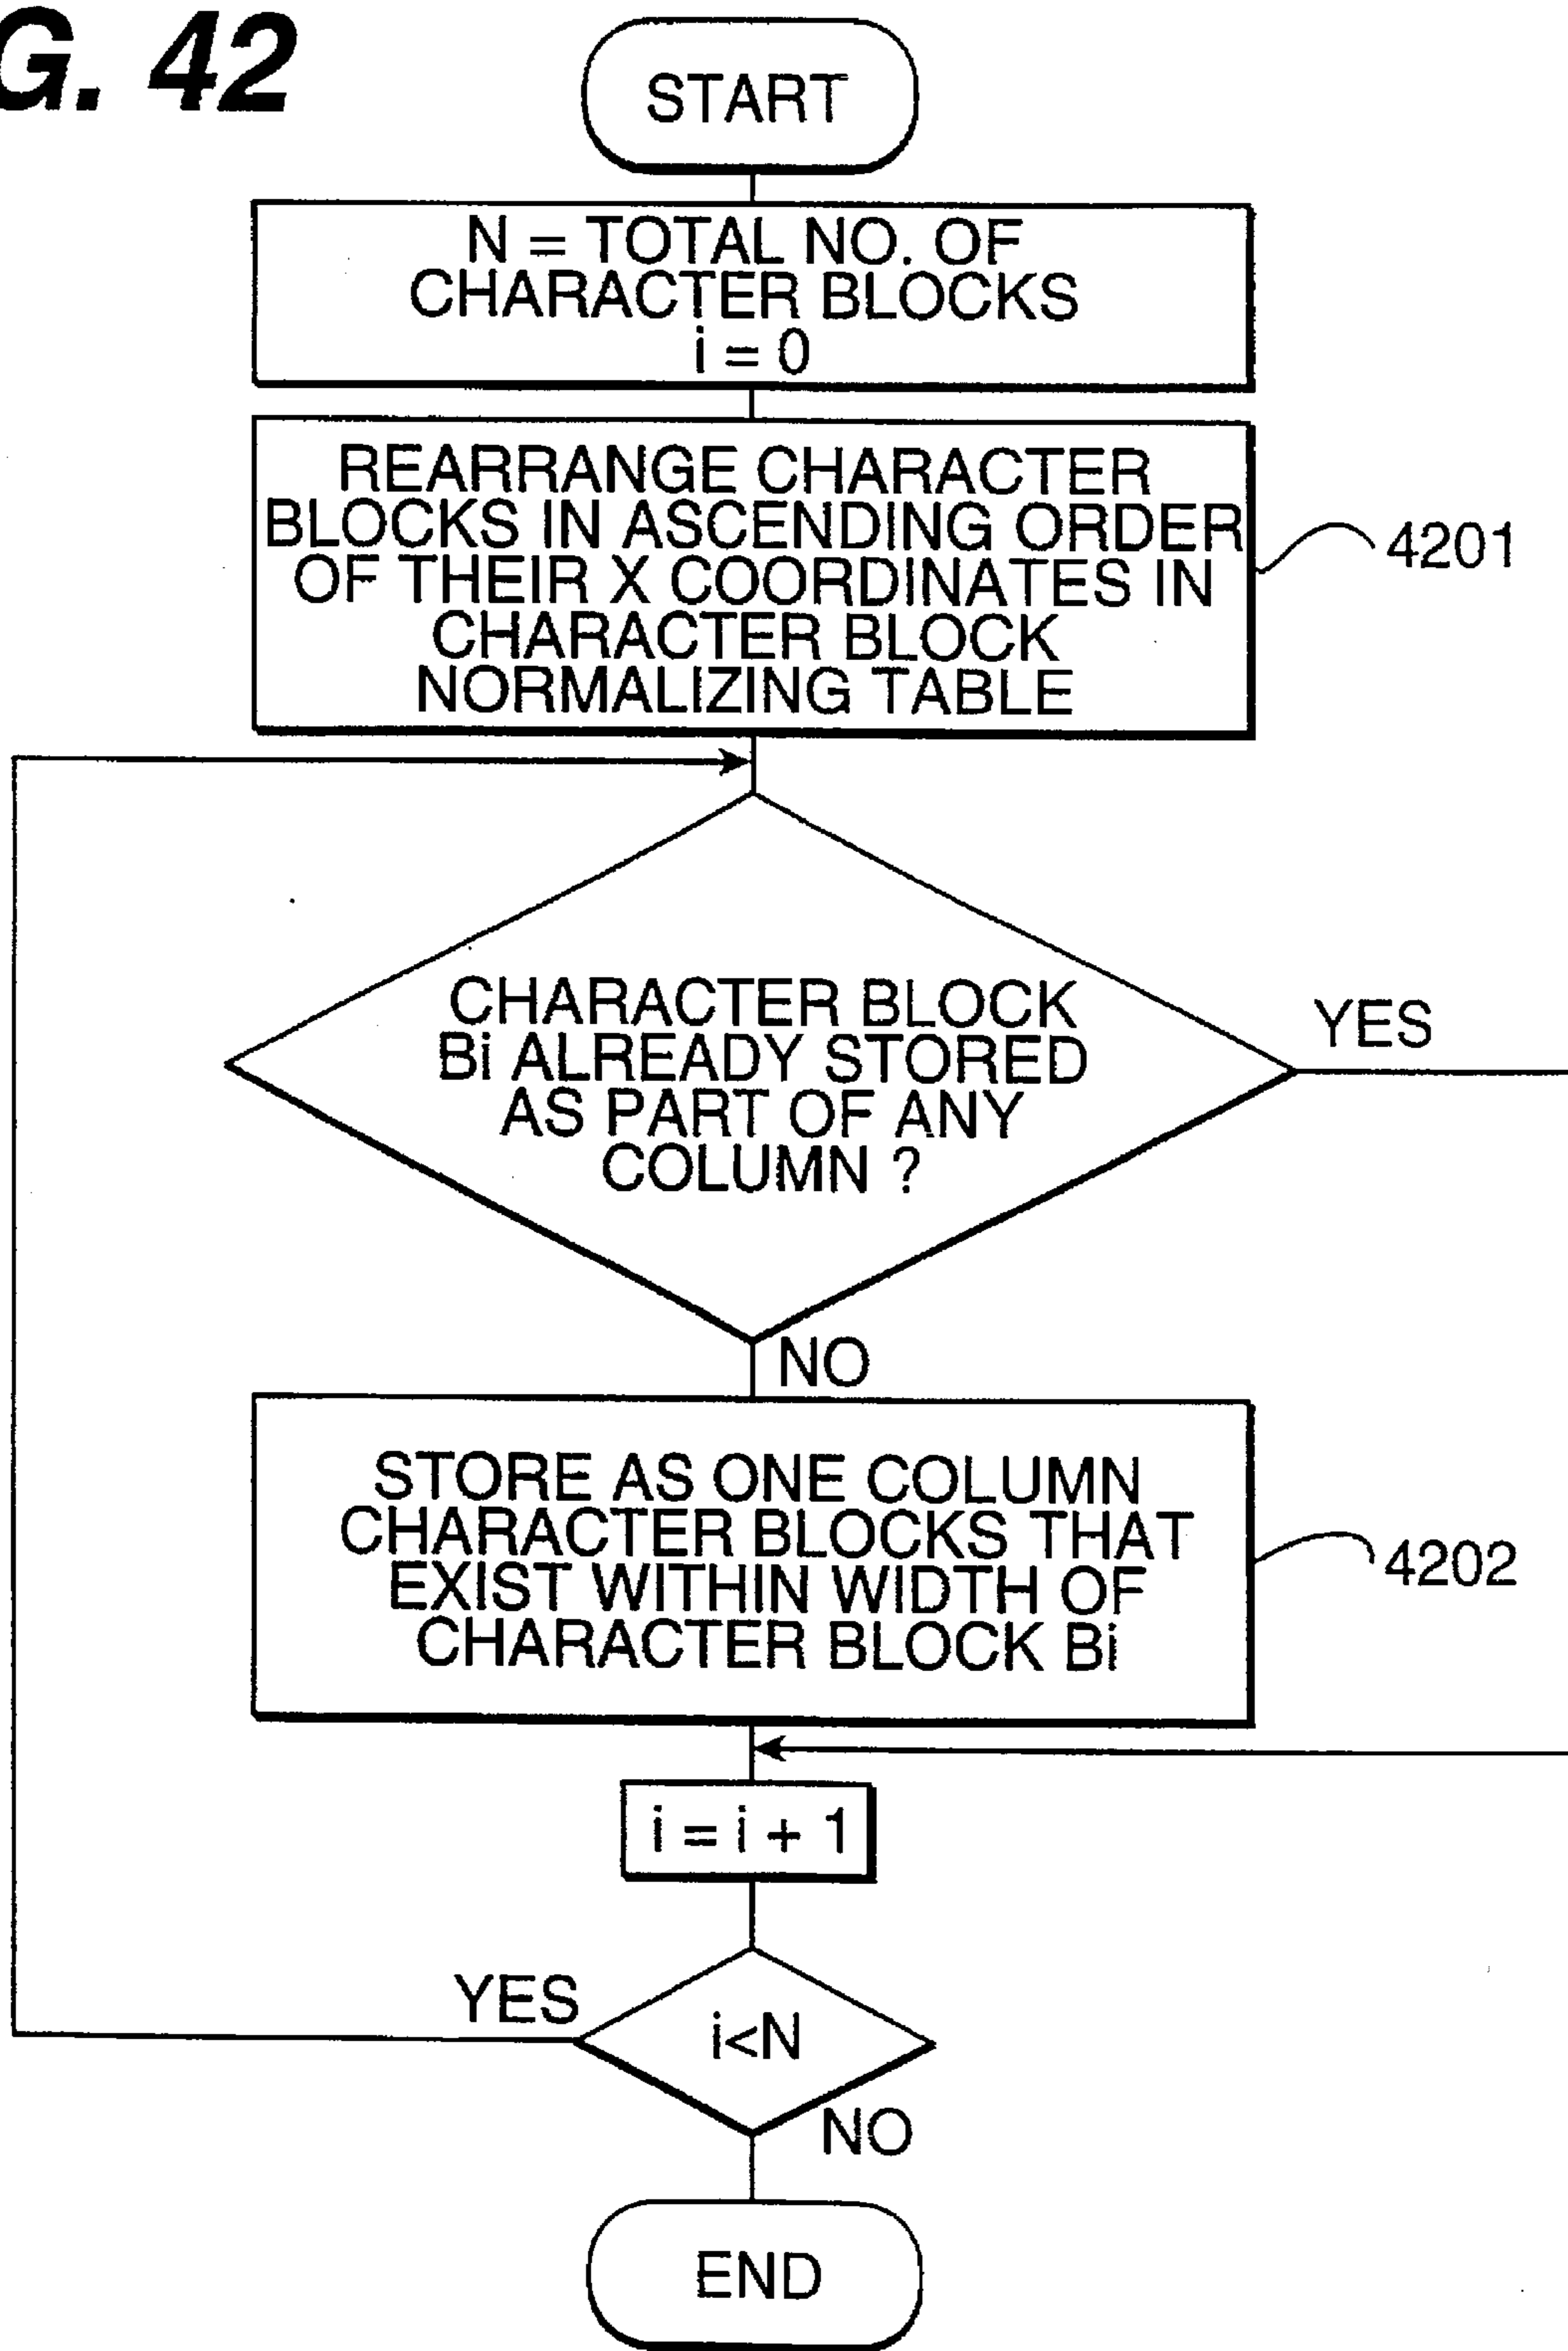 G. 42
START
N = TOTAL NO. OF
CHARACTER BLOCKS
i = 0
REARRANGE CHARACTER
BLOCKS IN ASCENDING ORDER
OF THEIR X COORDINATES IN
CHARACTER BLOCK
NORMALIZING TABLE
4201
CHARACTER BLOCK
Bi ALREADY STORED
AS PART OF ANY
COLUMN ?
YES
NO
STORE AS ONE COLUMN
CHARACTER BLOCKS THAT
EXIST WITHIN WIDTH OF
CHARACTER BLOCK Bi
4202
i = i + 1
YES
i<N
NO
END